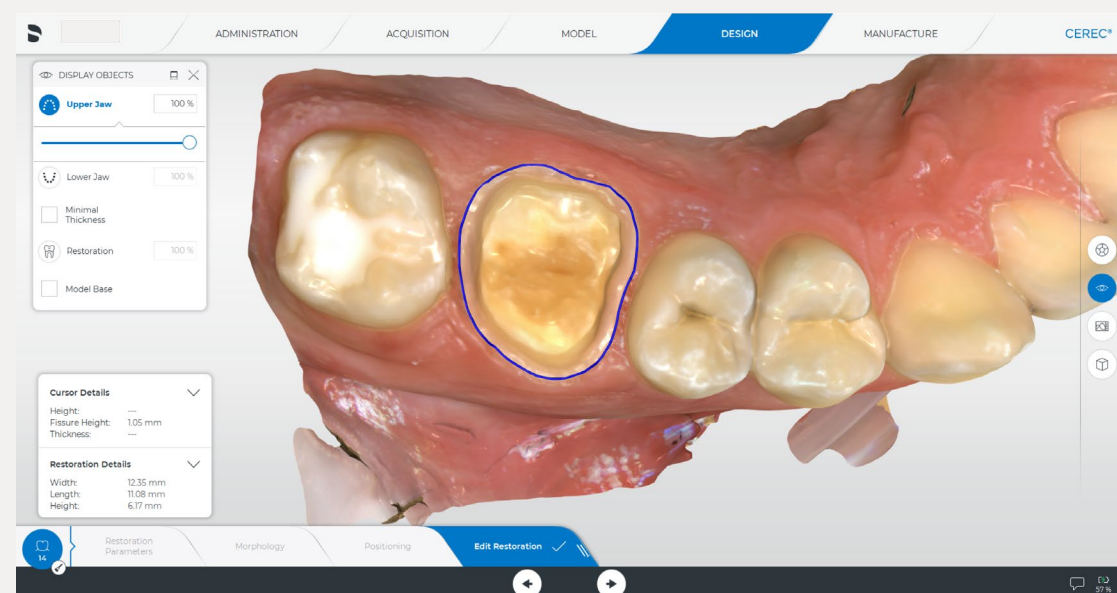 ADMINISTRATION
ACQUISITION
MODEL
DESIGN
MANUFACTURE
CEREC®
DISPLAY OBJECTS
Upper Jaw 100 %
Lower Jaw 100 %
Minimal
Thickness
Restoration 100 %
Model Base
Cursor Details
Height: ---
Fissure Height: 1.05 mm
Thickness: ---
Restoration Details
Width: 12.35 mm
Length: 11.08 mm
Height: 6.17 mm
14
Restoration
Parameters
Morphology
Positioning
Edit Restoration
57 %